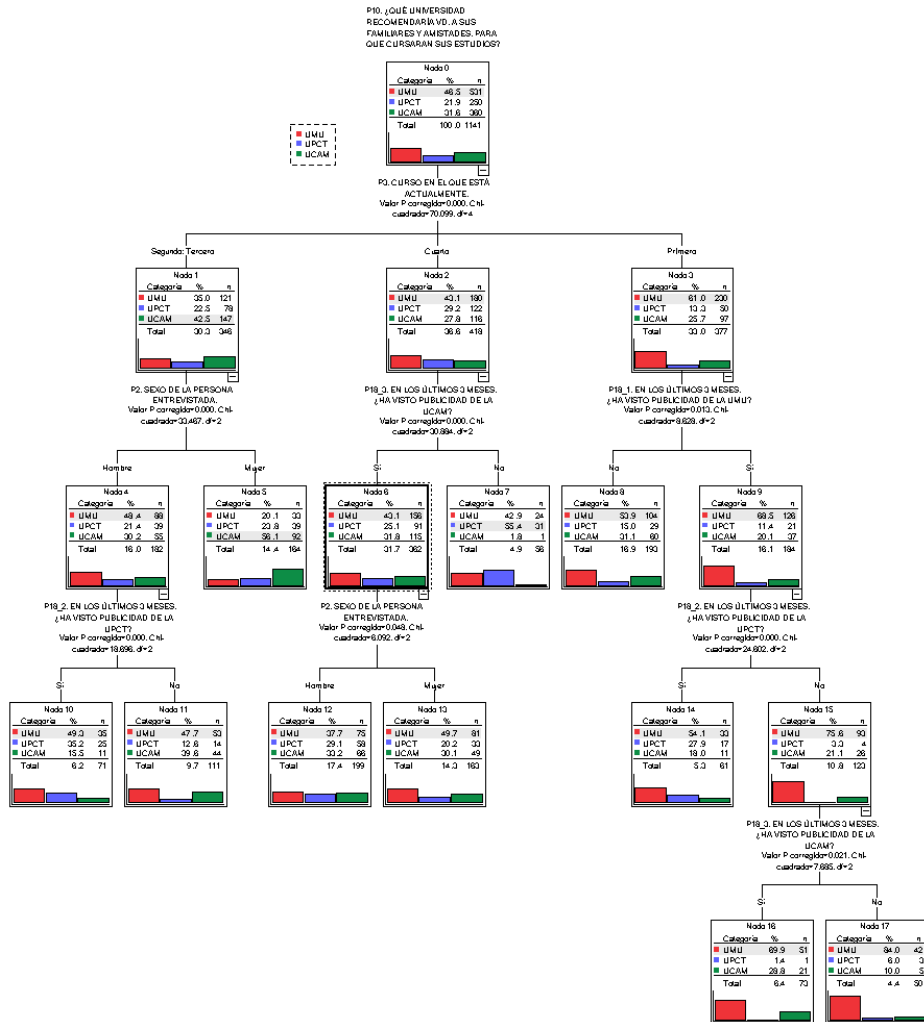 P10. ¿QUÉ UNIVERSIDAD
RECOMENDARÍA VD. A SUS
FAMILIARES Y AMISTADES, PARA
QUE CURSARAN SUS ESTUDIOS?
Nodo 0
Categoría % n
UMU 46.5 531
UPCT 21.9 250
UCAM 31.6 360
Total 100.0 1141
UMU
UPCT
UCAM
P3. CURSO EN EL QUE ESTÁ
ACTUALMENTE.
Valor P corregido=0.000, Chi-
cuadrado=70.099, df=4
Segundo; Tercero
Cuarto
Primero
Nodo 1
Categoría % n
UMU 35.0 121
UPCT 22.5 78
UCAM 42.5 147
Total 30.3 346
Nodo 2
Categoría % n
UMU 43.1 180
UPCT 29.2 122
UCAM 27.8 116
Total 36.6 418
Nodo 3
Categoría % n
UMU 61.0 230
UPCT 13.3 50
UCAM 25.7 97
Total 33.0 377
P2. SEXO DE LA PERSONA
ENTREVISTADA.
Valor P corregido=0.000, Chi-
cuadrado=33.467, df=2
P18_3. EN LOS ÚLTIMOS 3 MESES,
¿HA VISTO PUBLICIDAD DE LA
UCAM?
Valor P corregido=0.000, Chi-
cuadrado=30.884, df=2
P18_1. EN LOS ÚLTIMOS 3 MESES,
¿HA VISTO PUBLICIDAD DE LA UMU?
Valor P corregido=0.013, Chi-
cuadrado=8.628, df=2
Hombre
Mujer
Sí
No
No
Sí
Nodo 4
Categoría % n
UMU 48.4 88
UPCT 21.4 39
UCAM 30.2 55
Total 16.0 182
Nodo 5
Categoría % n
UMU 20.1 33
UPCT 23.8 39
UCAM 56.1 92
Total 14.4 164
Nodo 6
Categoría % n
UMU 43.1 156
UPCT 25.1 91
UCAM 31.8 115
Total 31.7 362
Nodo 7
Categoría % n
UMU 42.9 24
UPCT 55.4 31
UCAM 1.8 1
Total 4.9 56
Nodo 8
Categoría % n
UMU 53.9 104
UPCT 15.0 29
UCAM 31.1 60
Total 16.9 193
Nodo 9
Categoría % n
UMU 68.5 126
UPCT 11.4 21
UCAM 20.1 37
Total 16.1 184
P18_2. EN LOS ÚLTIMOS 3 MESES,
¿HA VISTO PUBLICIDAD DE LA
UPCT?
Valor P corregido=0.000, Chi-
cuadrado=18.698, df=2
P2. SEXO DE LA PERSONA
ENTREVISTADA.
Valor P corregido=0.048, Chi-
cuadrado=6.092, df=2
P18_2. EN LOS ÚLTIMOS 3 MESES,
¿HA VISTO PUBLICIDAD DE LA
UPCT?
Valor P corregido=0.000, Chi-
cuadrado=24.602, df=2
Sí
No
Hombre
Mujer
Sí
No
Nodo 10
Categoría % n
UMU 49.3 35
UPCT 35.2 25
UCAM 15.5 11
Total 6.2 71
Nodo 11
Categoría % n
UMU 47.7 53
UPCT 12.6 14
UCAM 39.6 44
Total 9.7 111
Nodo 12
Categoría % n
UMU 37.7 75
UPCT 29.1 58
UCAM 33.2 66
Total 17.4 199
Nodo 13
Categoría % n
UMU 49.7 81
UPCT 20.2 33
UCAM 30.1 49
Total 14.3 163
Nodo 14
Categoría % n
UMU 54.1 33
UPCT 27.9 17
UCAM 18.0 11
Total 5.3 61
Nodo 15
Categoría % n
UMU 75.6 93
UPCT 3.3 4
UCAM 21.1 26
Total 10.8 123
P18_3. EN LOS ÚLTIMOS 3 MESES,
¿HA VISTO PUBLICIDAD DE LA
UCAM?
Valor P corregido=0.021, Chi-
cuadrado=7.685, df=2
Sí
No
Nodo 16
Categoría % n
UMU 69.9 51
UPCT 1.4 1
UCAM 28.8 21
Total 6.4 73
Nodo 17
Categoría % n
UMU 84.0 42
UPCT 6.0 3
UCAM 10.0 5
Total 4.4 50